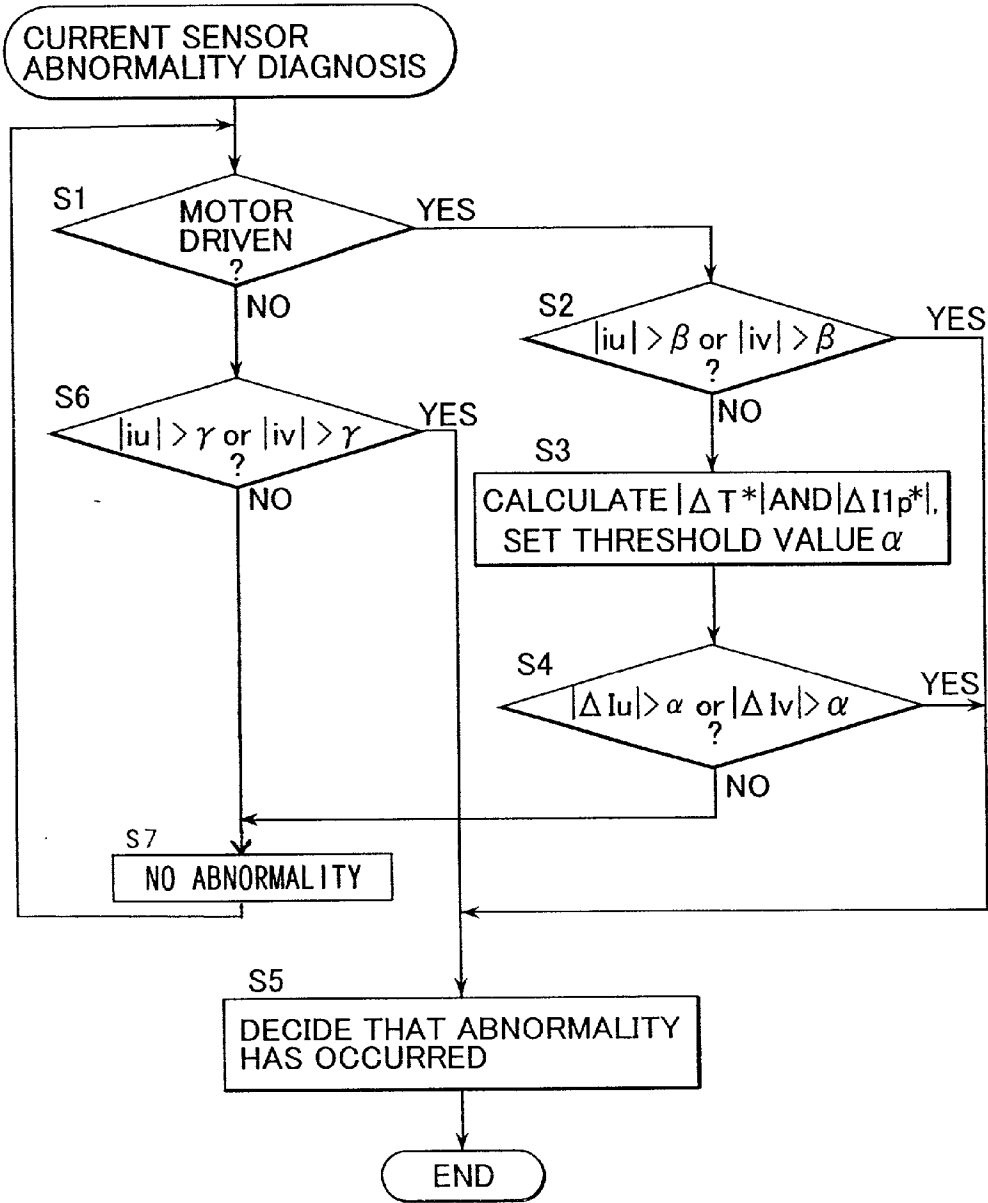 CURRENT SENSOR
ABNORMALITY DIAGNOSIS
S1
MOTOR
DRIVEN
?
YES
NO
S2
|iu| > β or |iv| > β
?
YES
NO
S6
|iu| > γ or |iv| > γ
?
YES
NO
S3
CALCULATE |ΔT*| AND |ΔI1p*|,
SET THRESHOLD VALUE α
S4
|ΔIu| > α or |ΔIv| > α
?
YES
NO
S7
NO ABNORMALITY
S5
DECIDE THAT ABNORMALITY
HAS OCCURRED
END